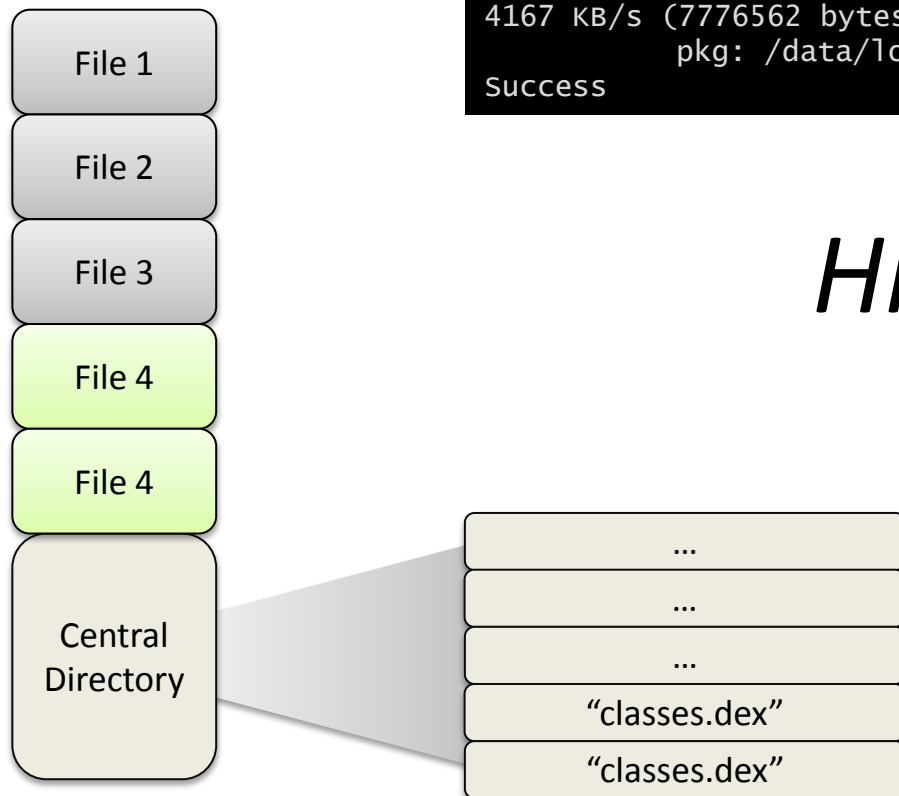 4167 KB/s (7776562 bytes
pkg: /data/lo
Success
File 1
File 2
File 3
File 4
File 4
Central
Directory
...
...
...
“classes.dex”
“classes.dex”